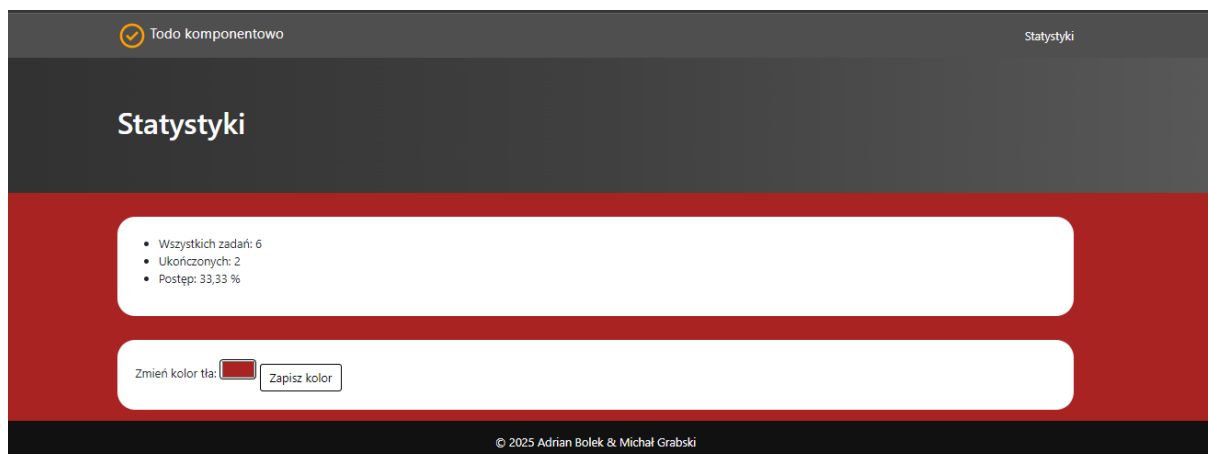 Todo komponentowo
Statystyki
Statystyki
Wszystkich zadań: 6
Ukończonych: 2
Postęp: 33,33 %
Zmień kolor tła:
Zapisz kolor
© 2025 Adrian Bolek & Michał Grabski